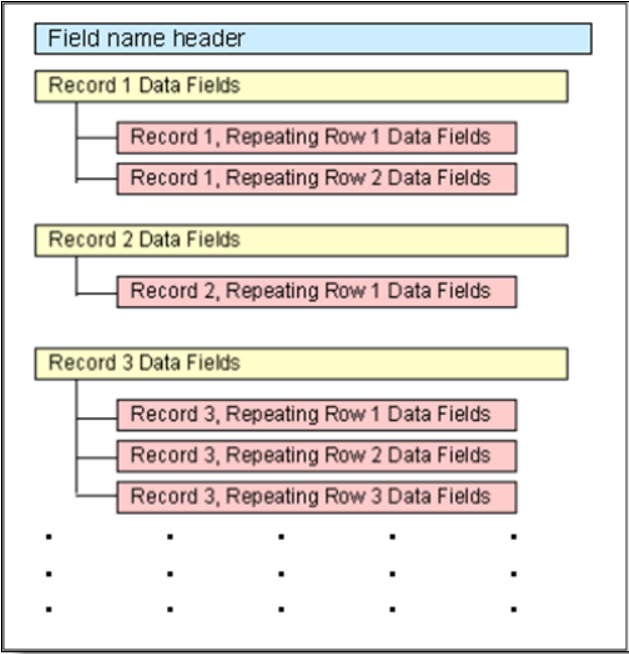 Field name header
Record 1 Data Fields
Record 1, Repeating Row 1 Data Fields
Record 1, Repeating Row 2 Data Fields
Record 2 Data Fields
Record 2, Repeating Row 1 Data Fields
Record 3 Data Fields
Record 3, Repeating Row 1 Data Fields
Record 3, Repeating Row 2 Data Fields
Record 3, Repeating Row 3 Data Fields